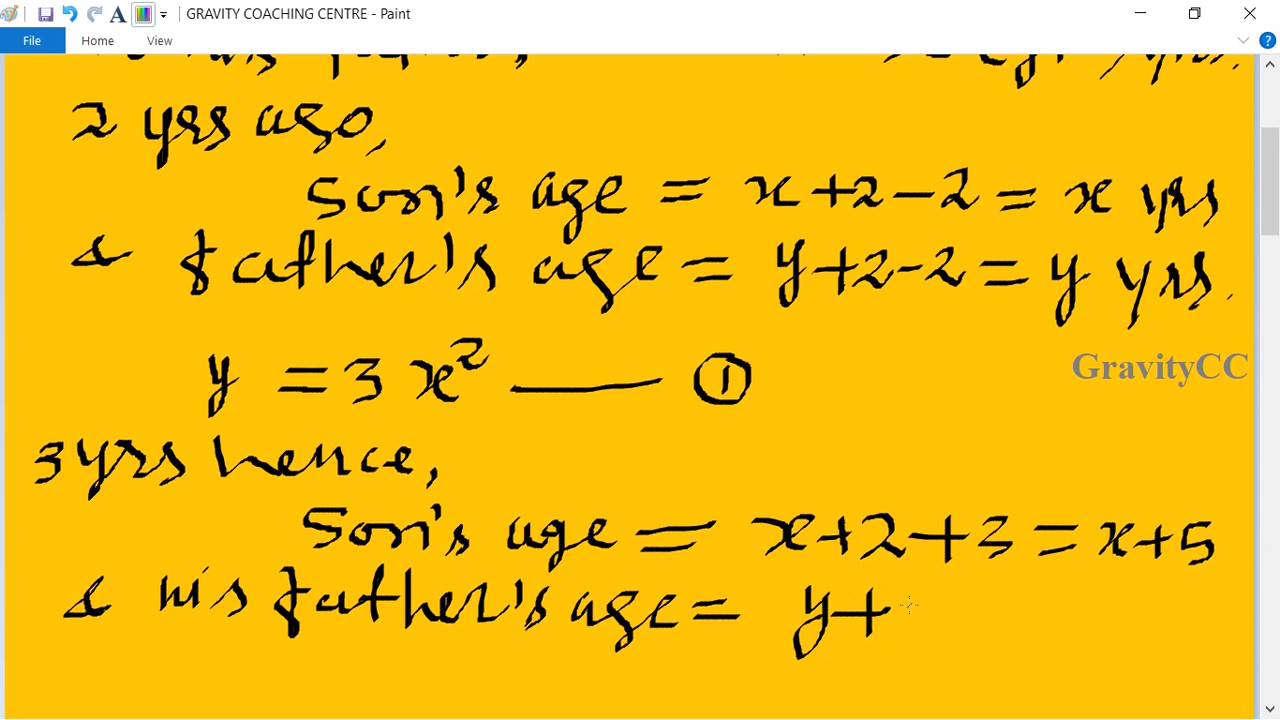 GRAVITY COACHING CENTRE - Paint
File Home View
2 yrs ago,
Son's age = x+2-2 = x yrs
& father's age = y+2-2 = y yrs.
y = 3x² —— ①
GravityCC
3 yrs hence,
Son's age = x+2+3 = x+5
& his father's age = y+